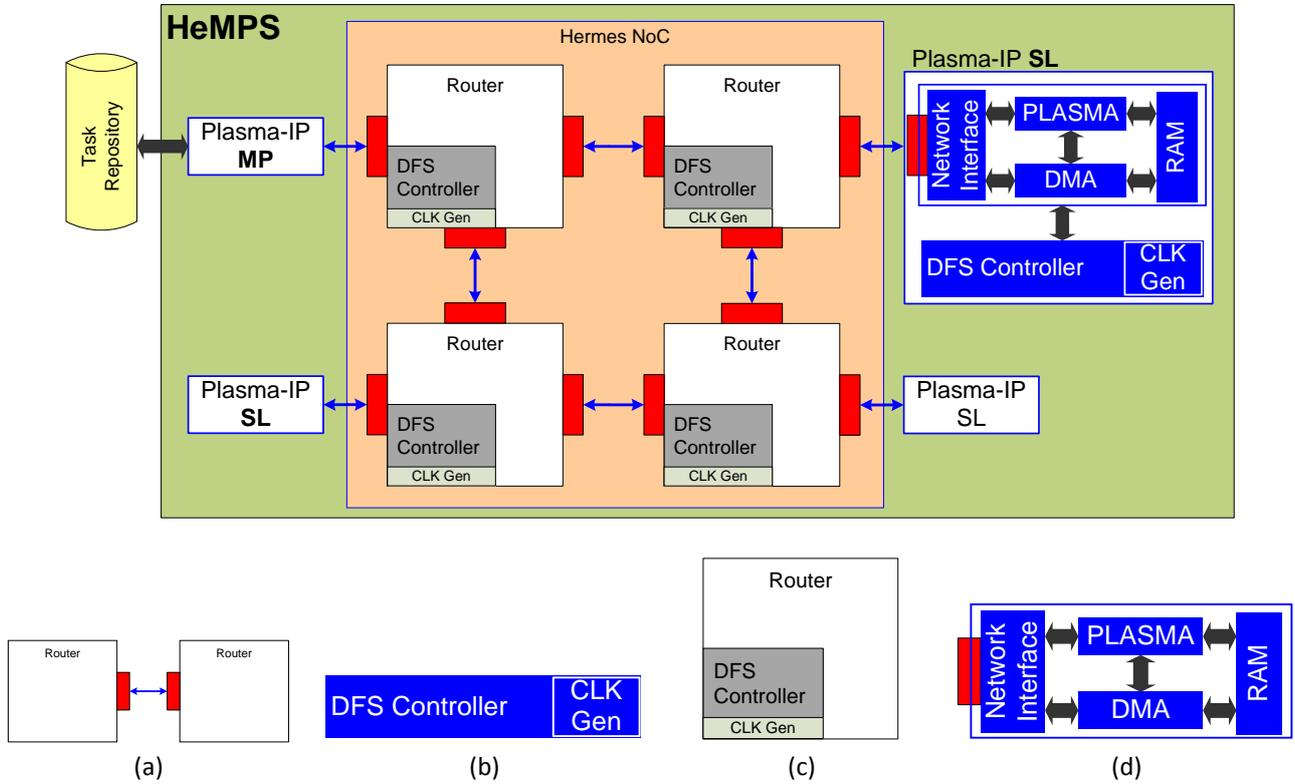 HeMPS
Hermes NoC
Task
Repository
Plasma-IP
MP
Router
DFS
Controller
CLK Gen
Router
DFS
Controller
CLK Gen
Plasma-IP SL
Network
Interface
PLASMA
DMA
RAM
DFS Controller
CLK
Gen
Plasma-IP
SL
Router
DFS
Controller
CLK Gen
Router
DFS
Controller
CLK Gen
Plasma-IP
SL
Router
Router
(a)
DFS Controller
CLK
Gen
(b)
Router
DFS
Controller
CLK Gen
(c)
Network
Interface
PLASMA
DMA
RAM
(d)